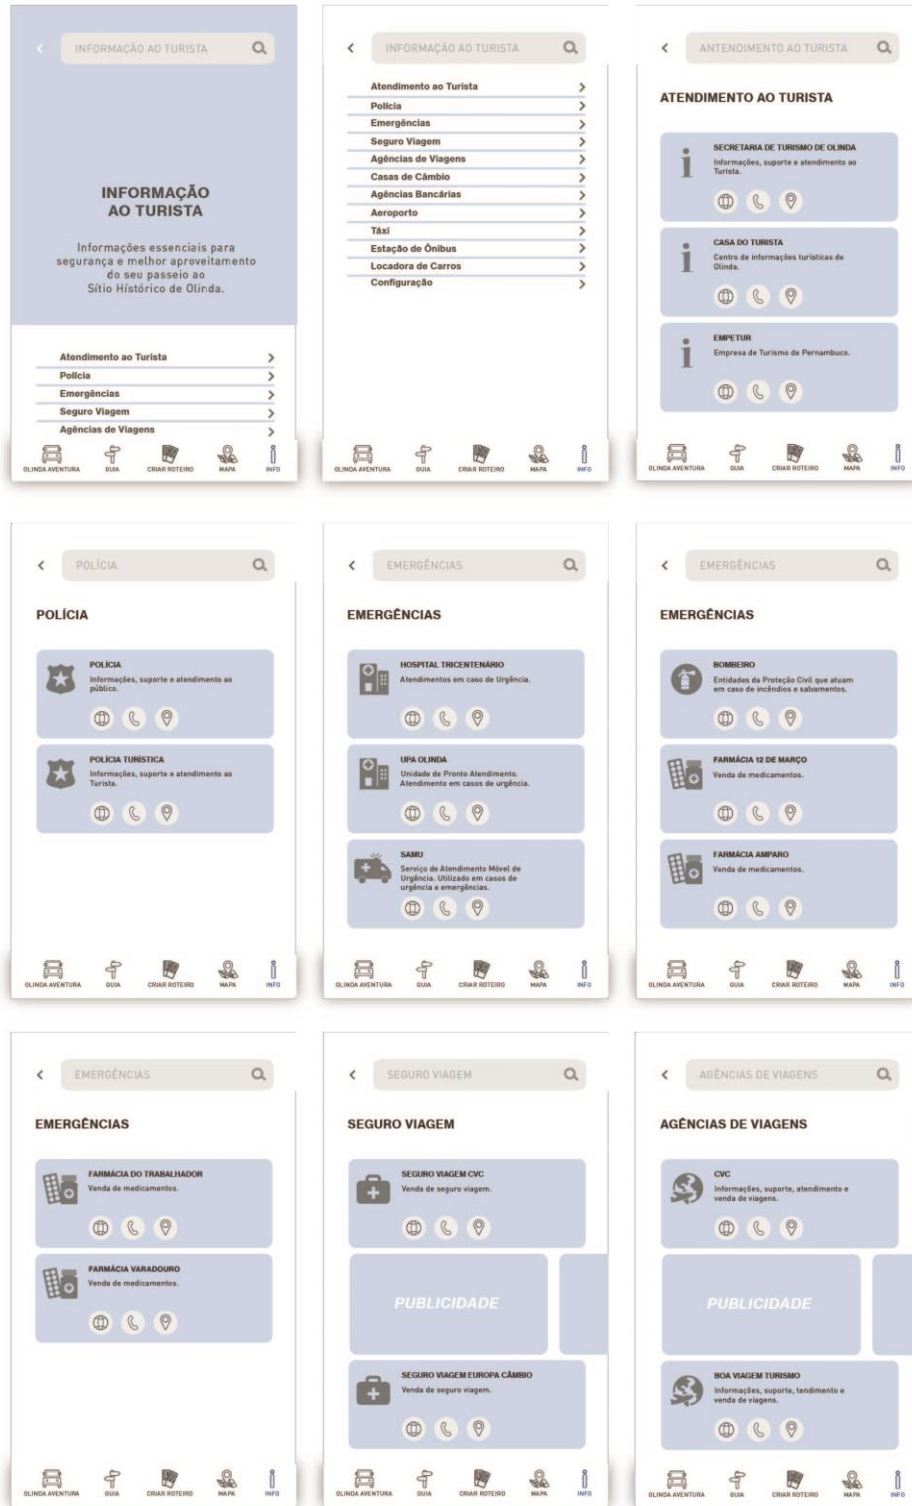 INFORMAÇÃO AO TURISTA
INFORMAÇÃO
AO TURISTA
Informações essenciais para
segurança e melhor aproveitamento
do seu passeio ao
Sítio Hístórico de Olinda.
Atendimento ao Turista
Polícia
Emergências
Seguro Viagem
Agências de Viagens
OLINDA AVENTURA
GUIA
CRIAR ROTEIRO
MAPA
INFO
INFORMAÇÃO AO TURISTA
Atendimento ao Turista
Polícia
Emergências
Seguro Viagem
Agências de Viagens
Casas de Câmbio
Agências Bancárias
Aeroporto
Táxi
Estação de Ônibus
Locadora de Carros
Configuração
OLINDA AVENTURA
GUIA
CRIAR ROTEIRO
MAPA
INFO
ANTENDIMENTO AO TURISTA
ATENDIMENTO AO TURISTA
SECRETARIA DE TURISMO DE OLINDA
Informações, suporte e atendimento ao
Turista.
CASA DO TURISTA
Centro de informações turísticas de
Olinda.
EMPETUR
Empresa de Turismo de Pernambuco.
OLINDA AVENTURA
GUIA
CRIAR ROTEIRO
MAPA
INFO
POLÍCIA
POLÍCIA
POLÍCIA
Informações, suporte e atendimento ao
público.
POLÍCIA TURÍSTICA
Informações, suporte e atendimento ao
Turista.
OLINDA AVENTURA
GUIA
CRIAR ROTEIRO
MAPA
INFO
EMERGÊNCIAS
EMERGÊNCIAS
HOSPITAL TRICENTENÁRIO
Atendimentos em caso de Urgência.
UPA OLINDA
Unidade de Pronto Atendimento.
Atendimento em casos de urgência.
SAMU
Serviço de Atendimento Móvel de
Urgência. Utilizado em casos de
urgência e emergências.
OLINDA AVENTURA
GUIA
CRIAR ROTEIRO
MAPA
INFO
EMERGÊNCIAS
EMERGÊNCIAS
BOMBEIRO
Entidades da Proteção Civil que atuam
em caso de incêndios e salvamentos.
FARMÁCIA 12 DE MARÇO
Venda de medicamentos.
FARMÁCIA AMPARO
Venda de medicamentos.
OLINDA AVENTURA
GUIA
CRIAR ROTEIRO
MAPA
INFO
EMERGÊNCIAS
EMERGÊNCIAS
FARMÁCIA DO TRABALHADOR
Venda de medicamentos.
FARMÁCIA VARADOURO
Venda de medicamentos.
OLINDA AVENTURA
GUIA
CRIAR ROTEIRO
MAPA
INFO
SEGURO VIAGEM
SEGURO VIAGEM
SEGURO VIAGEM CVC
Venda de seguro viagem.
PUBLICIDADE
SEGURO VIAGEM EUROPA CÂMBIO
Venda de seguro viagem.
OLINDA AVENTURA
GUIA
CRIAR ROTEIRO
MAPA
INFO
AGÊNCIAS DE VIAGENS
AGÊNCIAS DE VIAGENS
CVC
Informações, suporte, atendimento e
venda de viagens.
PUBLICIDADE
BOA VIAGEM TURISMO
Informações, suporte, tendimento e
venda de viagens.
OLINDA AVENTURA
GUIA
CRIAR ROTEIRO
MAPA
INFO